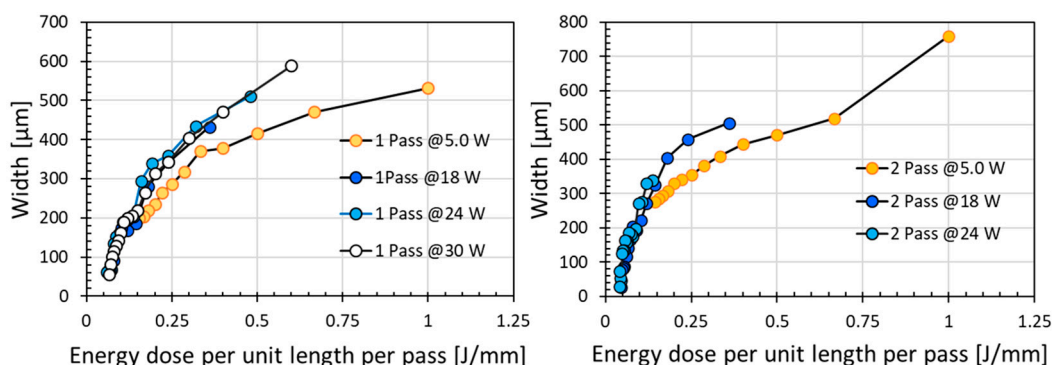 700
600
500
400
300
200
100
0
Width [µm]
1 Pass @5.0 W
1Pass @18 W
1 Pass @24 W
1 Pass @30 W
0 0.25 0.5 0.75 1 1.25
Energy dose per unit length per pass [J/mm]
800
700
600
500
400
300
200
100
0
Width [µm]
2 Pass @5.0 W
2 Pass @18 W
2 Pass @24 W
0 0.25 0.5 0.75 1 1.25
Energy dose per unit length per pass [J/mm]